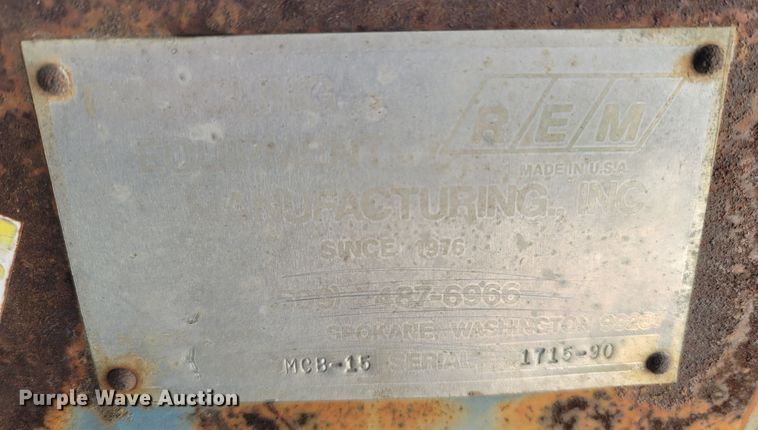 R/E/M
EQUIPMENT
MADE IN U.S.A.
MANUFACTURING, INC.
SINCE 1976
487-6966
SPOKANE, WASHINGTON
MCB-15 SERIAL 1715-90
Purple Wave Auction